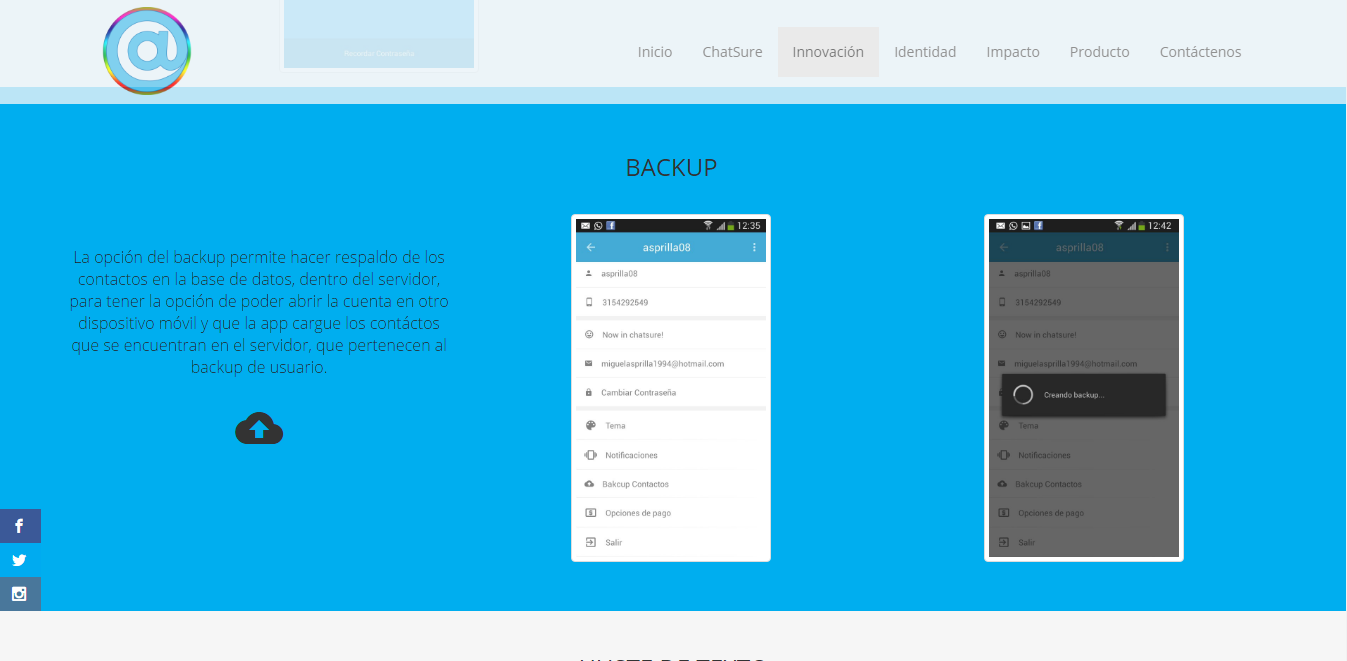 @
Recordar Contraseña
Inicio
ChatSure
Innovación
Identidad
Impacto
Producto
Contáctenos
BACKUP
La opción del backup permite hacer respaldo de los
contactos en la base de datos, dentro del servidor,
para tener la opción de poder abrir la cuenta en otro
dispositivo móvil y que la app cargue los contáctos
que se encuentran en el servidor, que pertenecen al
backup de usuario.
12:35
asprilla08
asprilla08
3154292549
Now in chatsure!
miguelasprilla1994@hotmail.com
Cambiar Contraseña
Tema
Notificaciones
Bakcup Contactos
Opciones de pago
Salir
12:42
asprilla08
asprilla08
3154292549
Now in chatsure!
miguelasprilla1994@hotmail.com
Creando backup...
Tema
Notificaciones
Bakcup Contactos
Opciones de pago
Salir